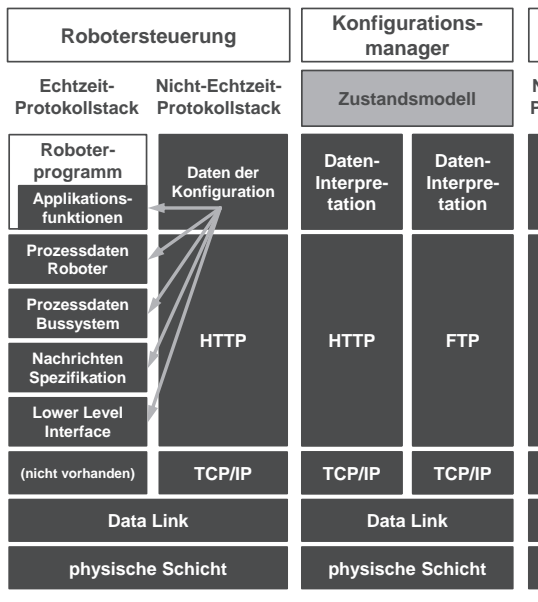 Robotersteuerung
Konfigurations-
manager
Echtzeit-
Protokollstack
Nicht-Echtzeit-
Protokollstack
Zustandsmodell
N
P
Roboter-
programm
Applikations-
funktionen
Daten der
Konfiguration
Daten-
Interpre-
tation
Daten-
Interpre-
tation
Prozessdaten
Roboter
Prozessdaten
Bussystem
Nachrichten
Spezifikation
Lower Level
Interface
HTTP
HTTP
FTP
(nicht vorhanden)
TCP/IP
TCP/IP
TCP/IP
Data Link
Data Link
physische Schicht
physische Schicht